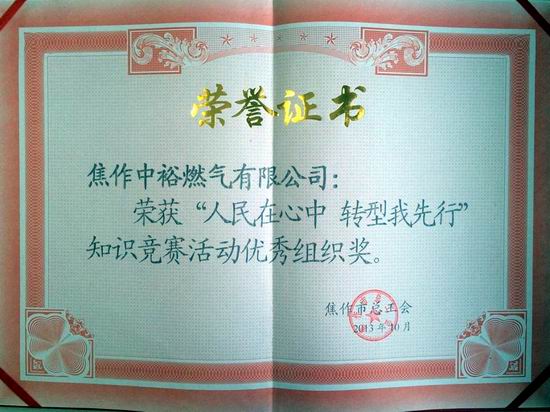 荣誉证书
焦作中裕燃气有限公司：
荣获“人民在心中 转型我先行”
知识竞赛活动优秀组织奖。
焦作市总工会
2013年10月